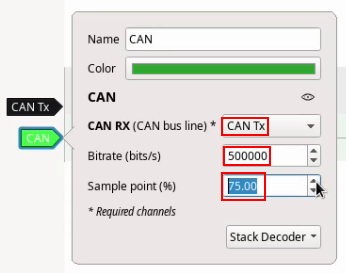 Name CAN
Color
CAN Tx
CAN
CAN
CAN RX (CAN bus line) * CAN Tx
Bitrate (bits/s) 500000
Sample point (%) 75.00
* Required channels
Stack Decoder